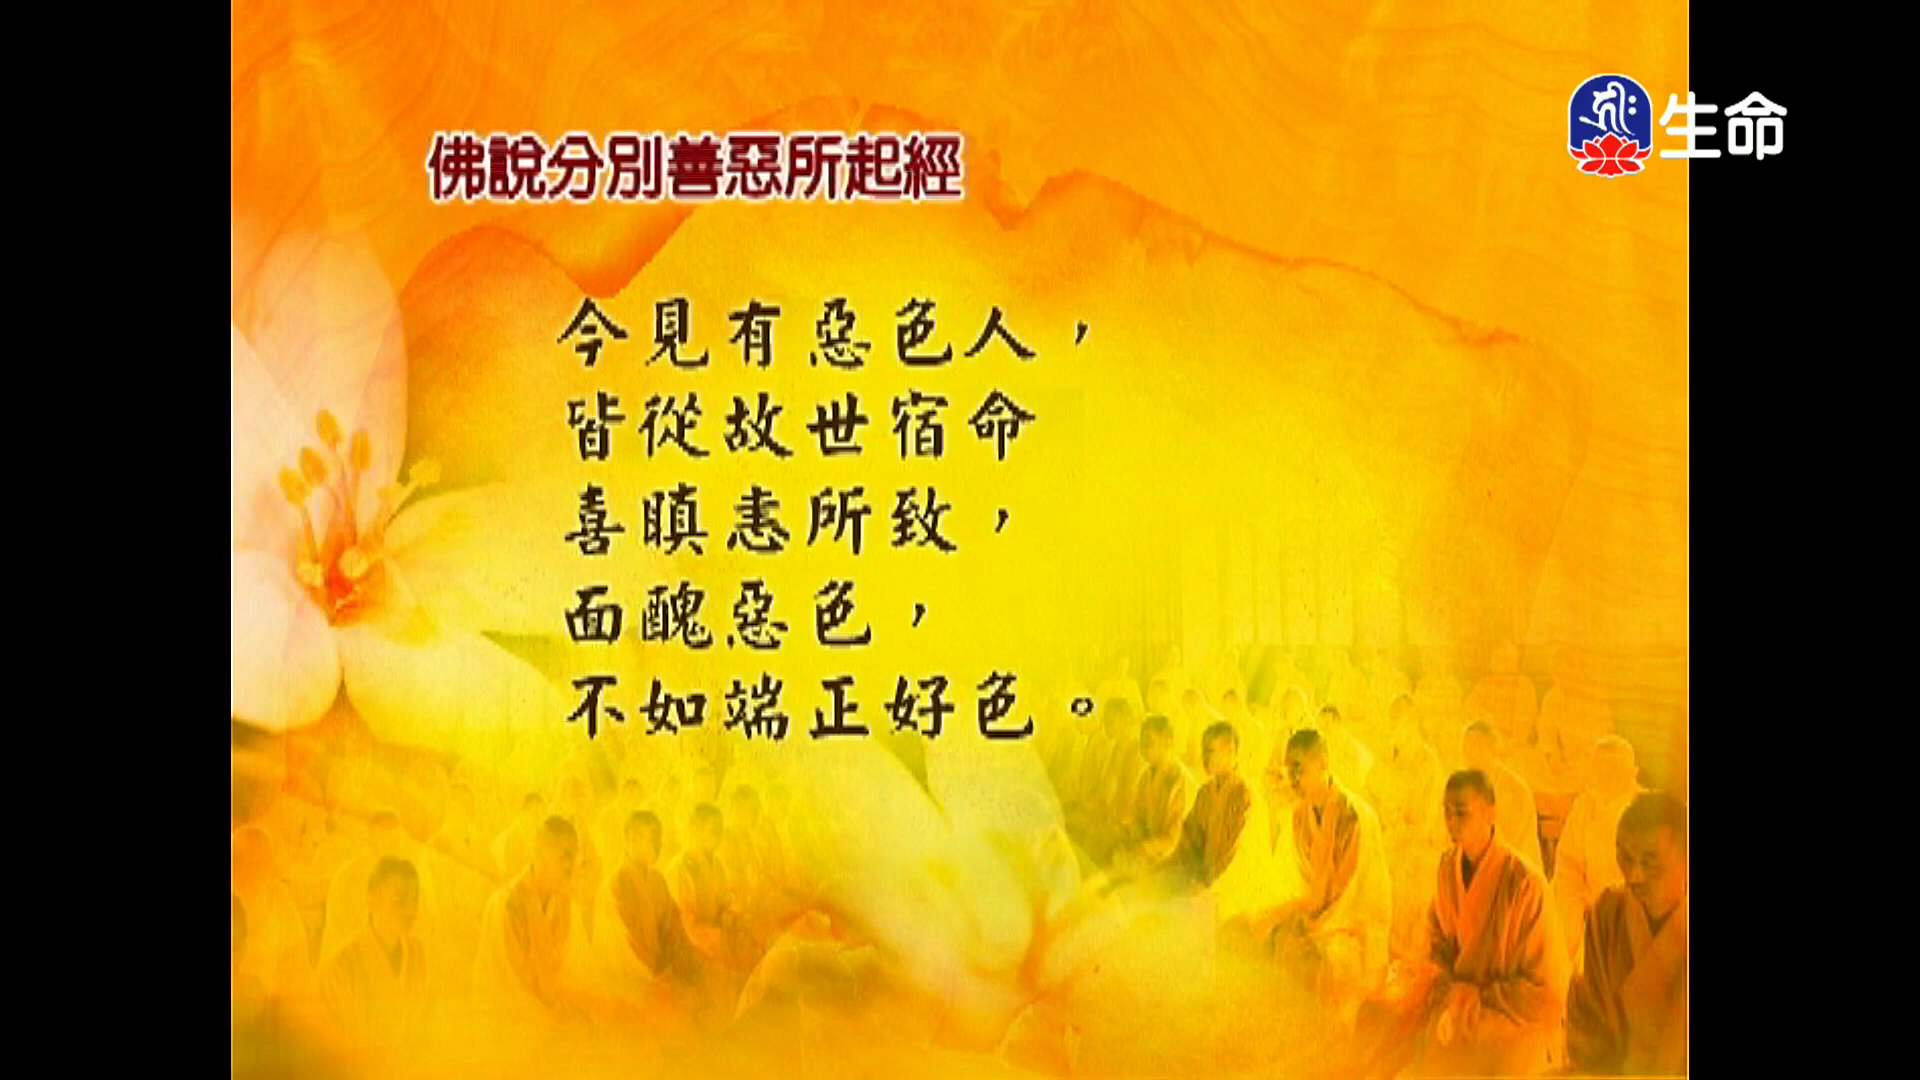 佛說分別善惡所起經
生命
今見有惡色人，
皆從故世宿命
喜瞋恚所致，
面醜惡色，
不如端正好色。